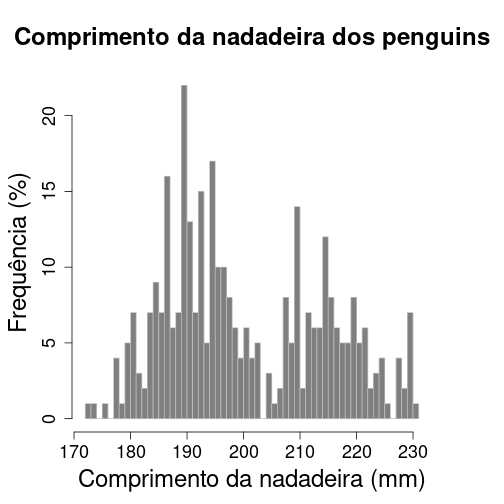 Comprimento da nadadeira dos penguins
Frequência (%)
20
15
10
5
0
170 180 190 200 210 220 230
Comprimento da nadadeira (mm)